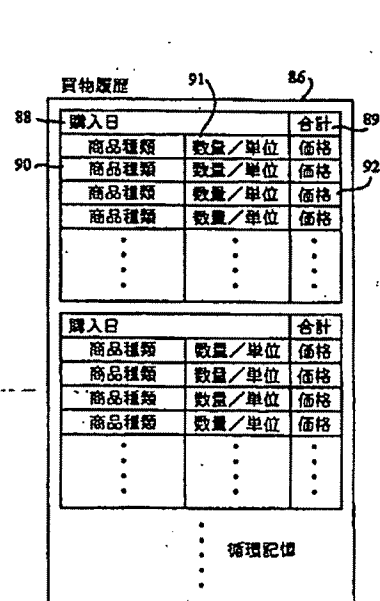 買物履歴 91 86
88 購入日 合計 89
商品種類 数量/単位 価格
90 商品種類 数量/単位 価格 92
商品種類 数量/単位 価格
商品種類 数量/単位 価格
購入日 合計
商品種類 数量/単位 価格
商品種類 数量/単位 価格
商品種類 数量/単位 価格
商品種類 数量/単位 価格
循環記憶